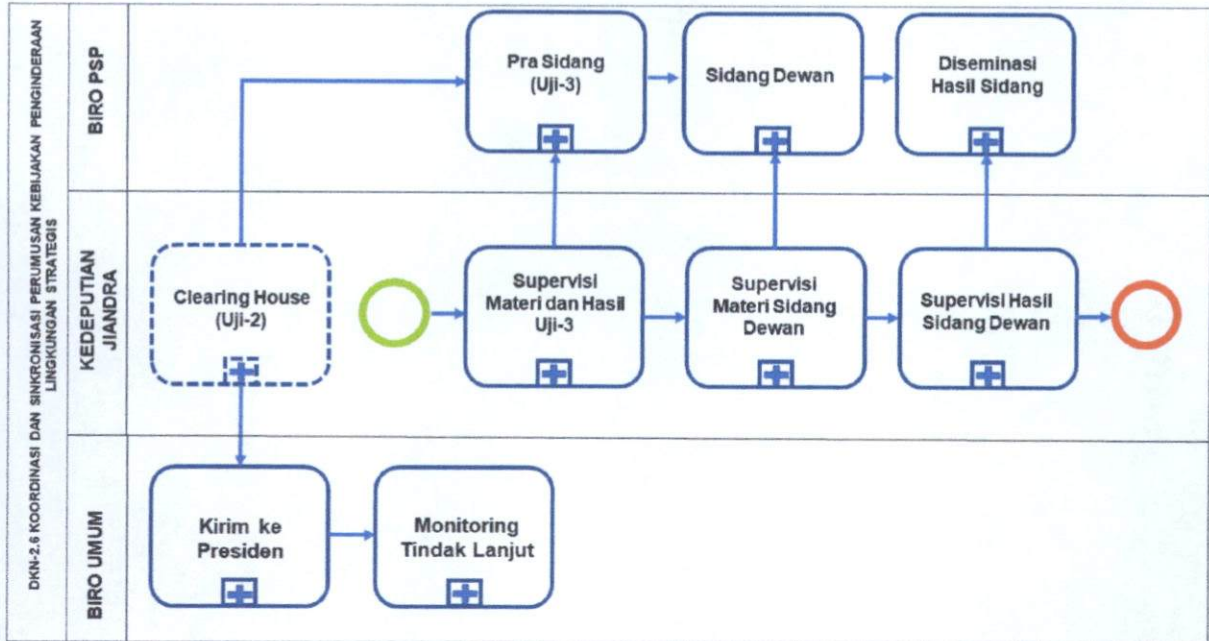 DKN-2.6 KOORDINASI DAN SINKRONISASI PERUMUSAN KEBIJAKAN PENGINDERAAN
LINGKUNGAN STRATEGIS
BIRO PSP
Pra Sidang
(Uji-3)
Sidang Dewan
Diseminasi
Hasil Sidang
KEDEPUTIAN
JIANDRA
Clearing House
(Uji-2)
Supervisi
Materi dan Hasil
Uji-3
Supervisi
Materi Sidang
Dewan
Supervisi Hasil
Sidang Dewan
BIRO UMUM
Kirim ke
Presiden
Monitoring
Tindak Lanjut